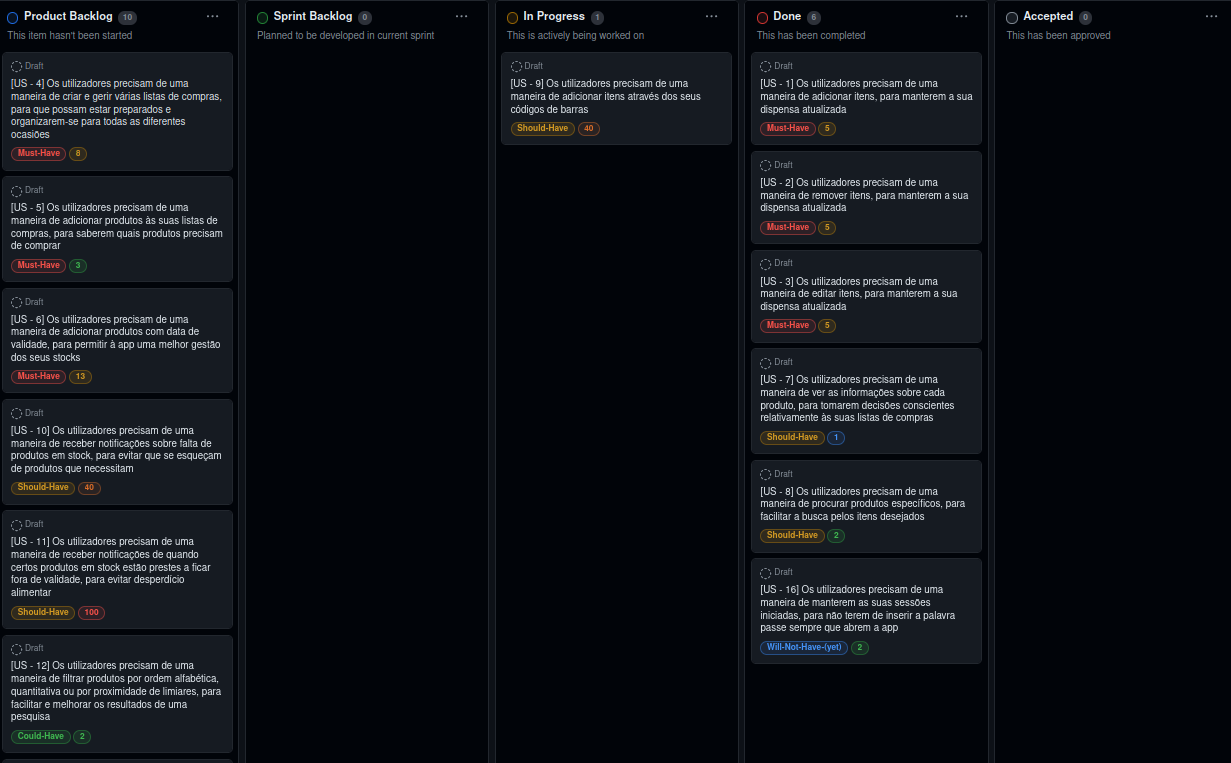 Product Backlog 10 ...
This item hasn't been started
Draft
[US - 4] Os utilizadores precisam de uma
maneira de criar e gerir várias listas de compras,
para que possam estar preparados e
organizarem-se para todas as diferentes
ocasiões
Must-Have 8
Draft
[US - 5] Os utilizadores precisam de uma
maneira de adicionar produtos às suas listas de
compras, para saberem quais produtos precisam
de comprar
Must-Have 3
Draft
[US - 6] Os utilizadores precisam de uma
maneira de adicionar produtos com data de
validade, para permitir à app uma melhor gestão
dos seus stocks
Must-Have 13
Draft
[US - 10] Os utilizadores precisam de uma
maneira de receber notificações sobre falta de
produtos em stock, para evitar que se esqueçam
de produtos que necessitam
Should-Have 40
Draft
[US - 11] Os utilizadores precisam de uma
maneira de receber notificações de quando
certos produtos em stock estão prestes a ficar
fora de validade, para evitar desperdício
alimentar
Should-Have 100
Draft
[US - 12] Os utilizadores precisam de uma
maneira de filtrar produtos por ordem alfabética,
quantitativa ou por proximidade de limiares, para
facilitar e melhorar os resultados de uma
pesquisa
Could-Have 2
Sprint Backlog 0 ...
Planned to be developed in current sprint
In Progress 1 ...
This is actively being worked on
Draft
[US - 9] Os utilizadores precisam de uma
maneira de adicionar itens através dos seus
códigos de barras
Should-Have 40
Done 6 ...
This has been completed
Draft
[US - 1] Os utilizadores precisam de uma
maneira de adicionar itens, para manterem a sua
dispensa atualizada
Must-Have 5
Draft
[US - 2] Os utilizadores precisam de uma
maneira de remover itens, para manterem a sua
dispensa atualizada
Must-Have 5
Draft
[US - 3] Os utilizadores precisam de uma
maneira de editar itens, para manterem a sua
dispensa atualizada
Must-Have 5
Draft
[US - 7] Os utilizadores precisam de uma
maneira de ver as informações sobre cada
produto, para tomarem decisões conscientes
relativamente às suas listas de compras
Should-Have 1
Draft
[US - 8] Os utilizadores precisam de uma
maneira de procurar produtos específicos, para
facilitar a busca pelos itens desejados
Should-Have 2
Draft
[US - 16] Os utilizadores precisam de uma
maneira de manterem as suas sessões
iniciadas, para não terem de inserir a palavra
passe sempre que abrem a app
Will-Not-Have-(yet) 2
Accepted 0 ...
This has been approved